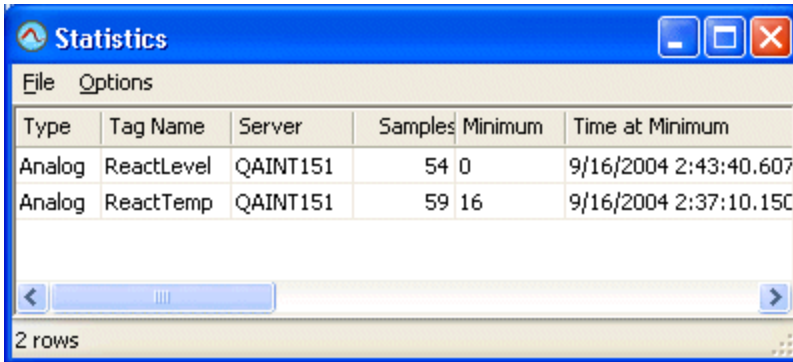 Statistics
File Options
Type Tag Name Server Samples Minimum Time at Minimum
Analog ReactLevel QAINT151 54 0 9/16/2004 2:43:40.607
Analog ReactTemp QAINT151 59 16 9/16/2004 2:37:10.150
2 rows